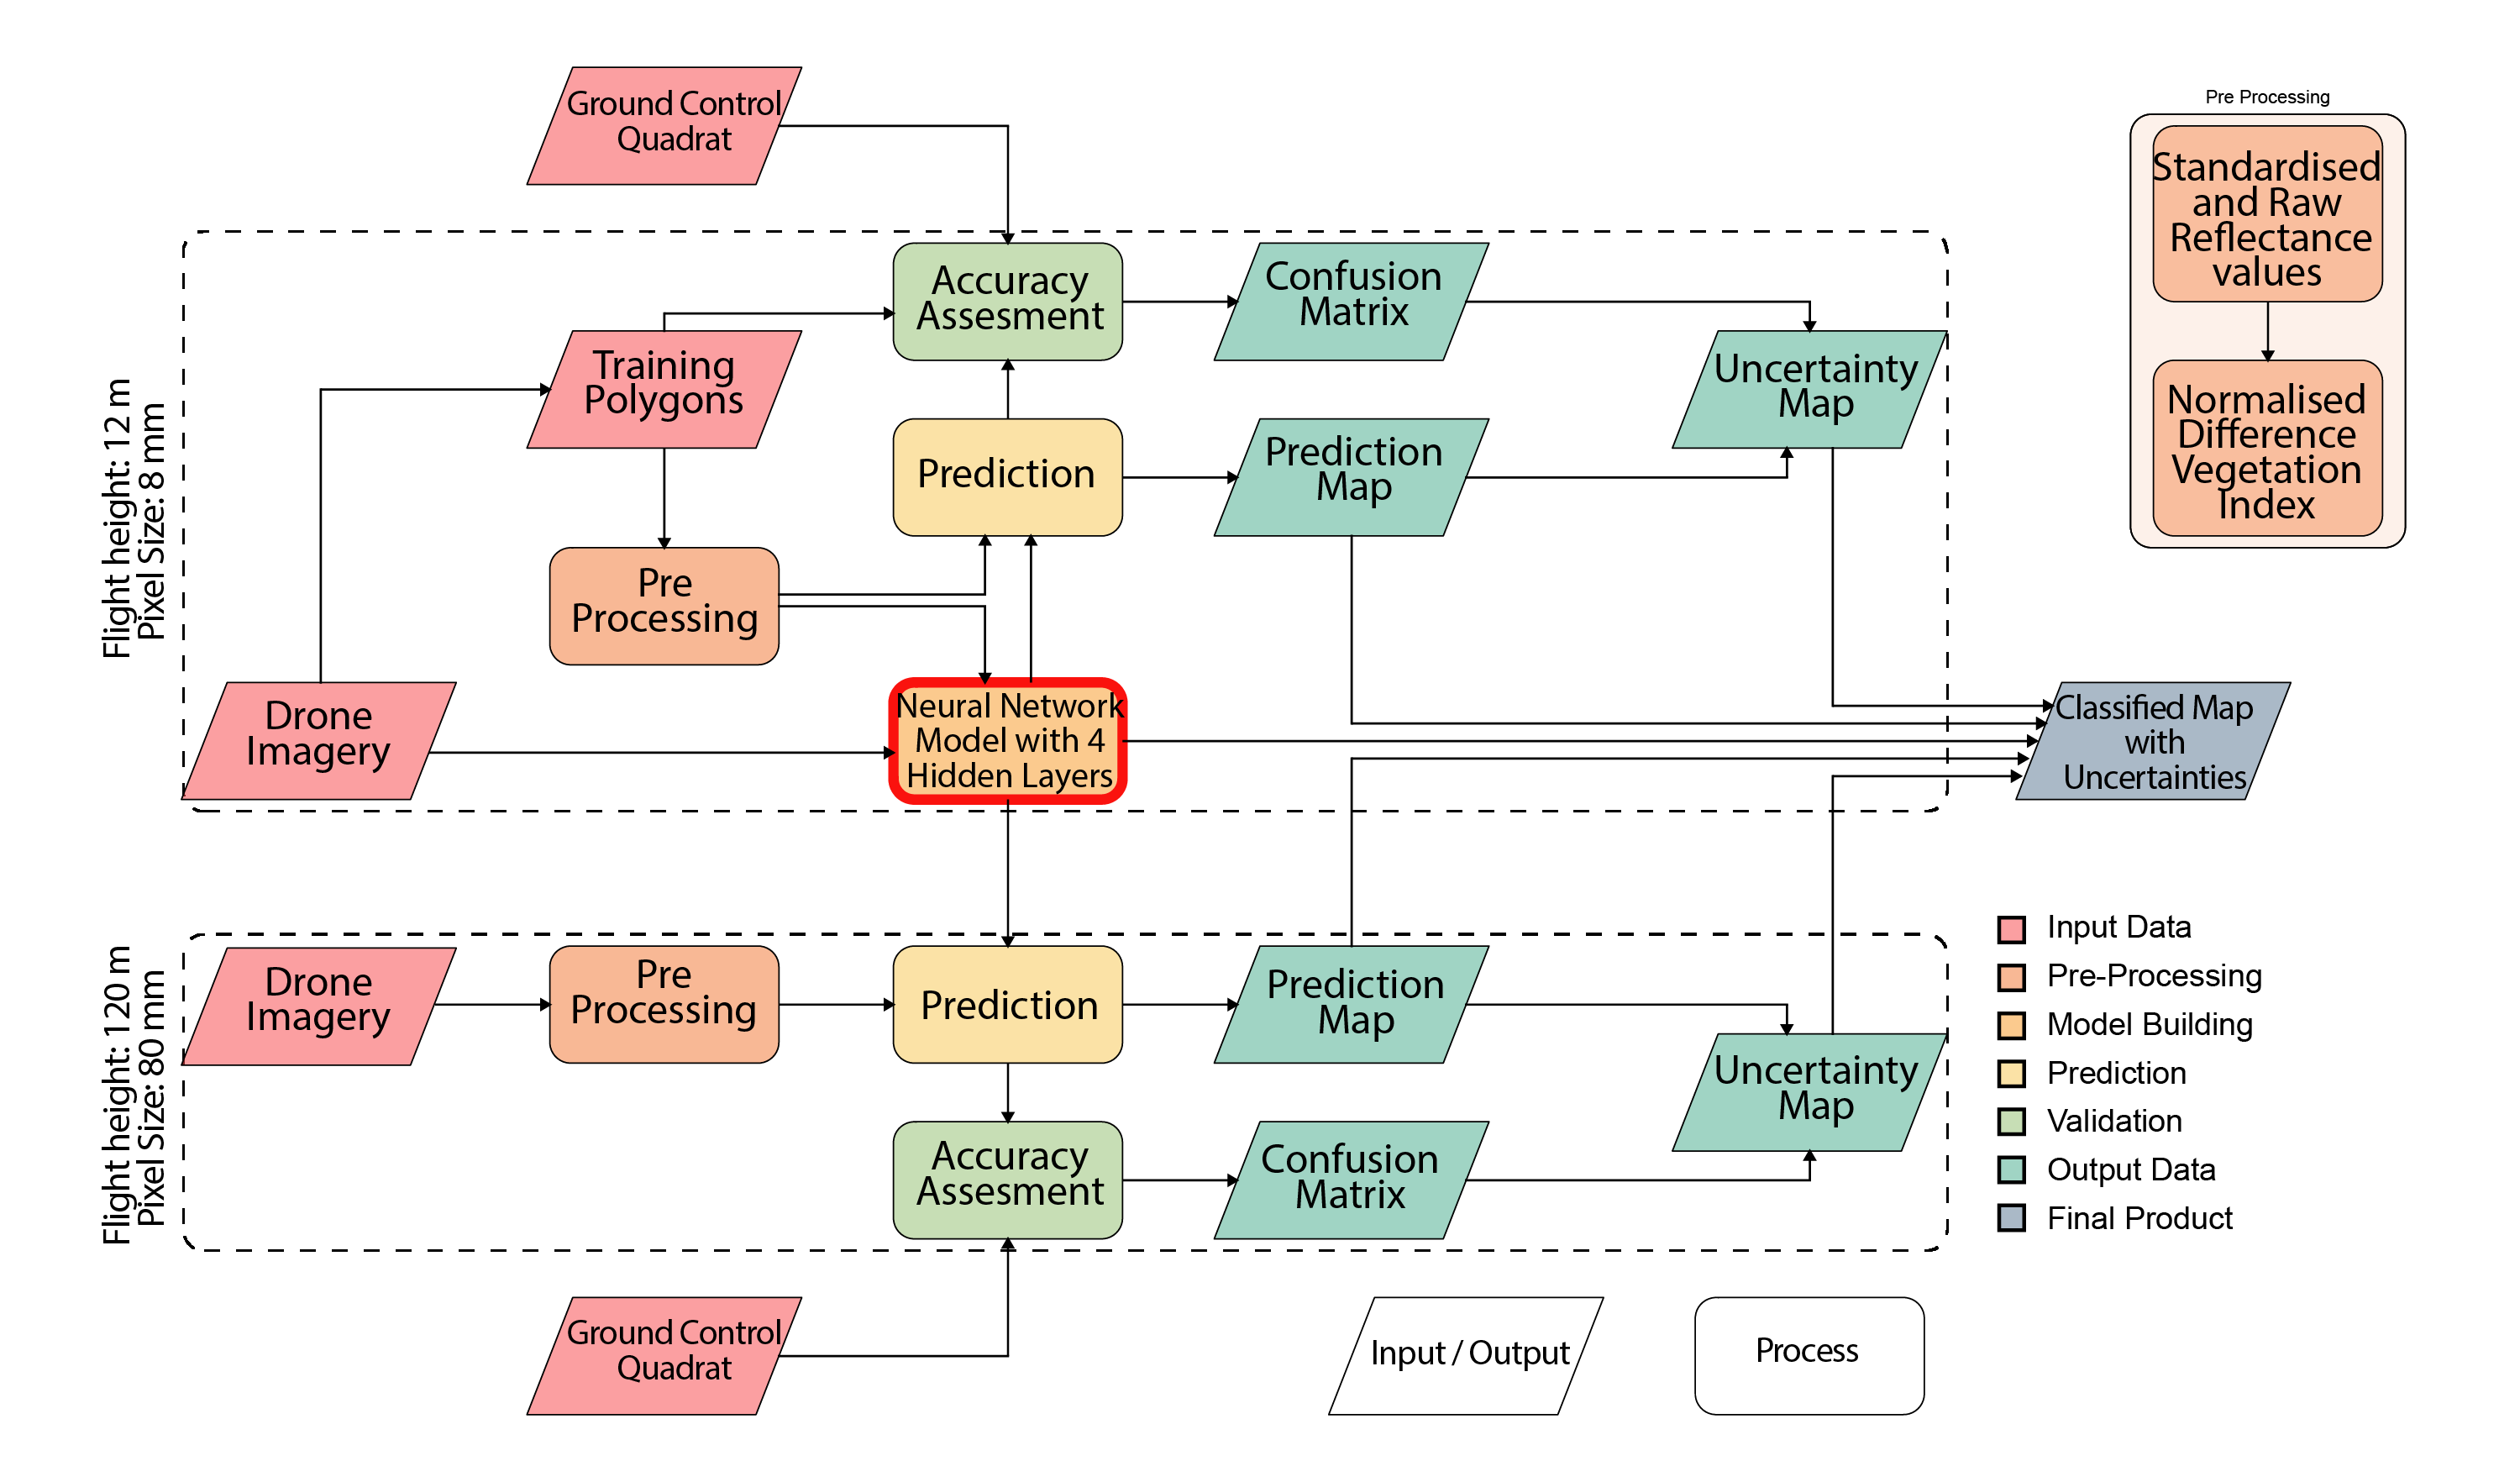 Ground Control
Quadrat
Pre Processing
Standardised
and Raw
Reflectance
values
Normalised
Difference
Vegetation
Index
Flight height: 12 m
Pixel Size: 8 mm
Accuracy
Assesment
Confusion
Matrix
Training
Polygons
Uncertainty
Map
Prediction
Prediction
Map
Pre
Processing
Drone
Imagery
Neural Network
Model with 4
Hidden Layers
Classified Map
with
Uncertainties
Flight height: 120 m
Pixel Size: 80 mm
Drone
Imagery
Pre
Processing
Prediction
Prediction
Map
Uncertainty
Map
Accuracy
Assesment
Confusion
Matrix
Input Data
Pre-Processing
Model Building
Prediction
Validation
Output Data
Final Product
Ground Control
Quadrat
Input / Output
Process